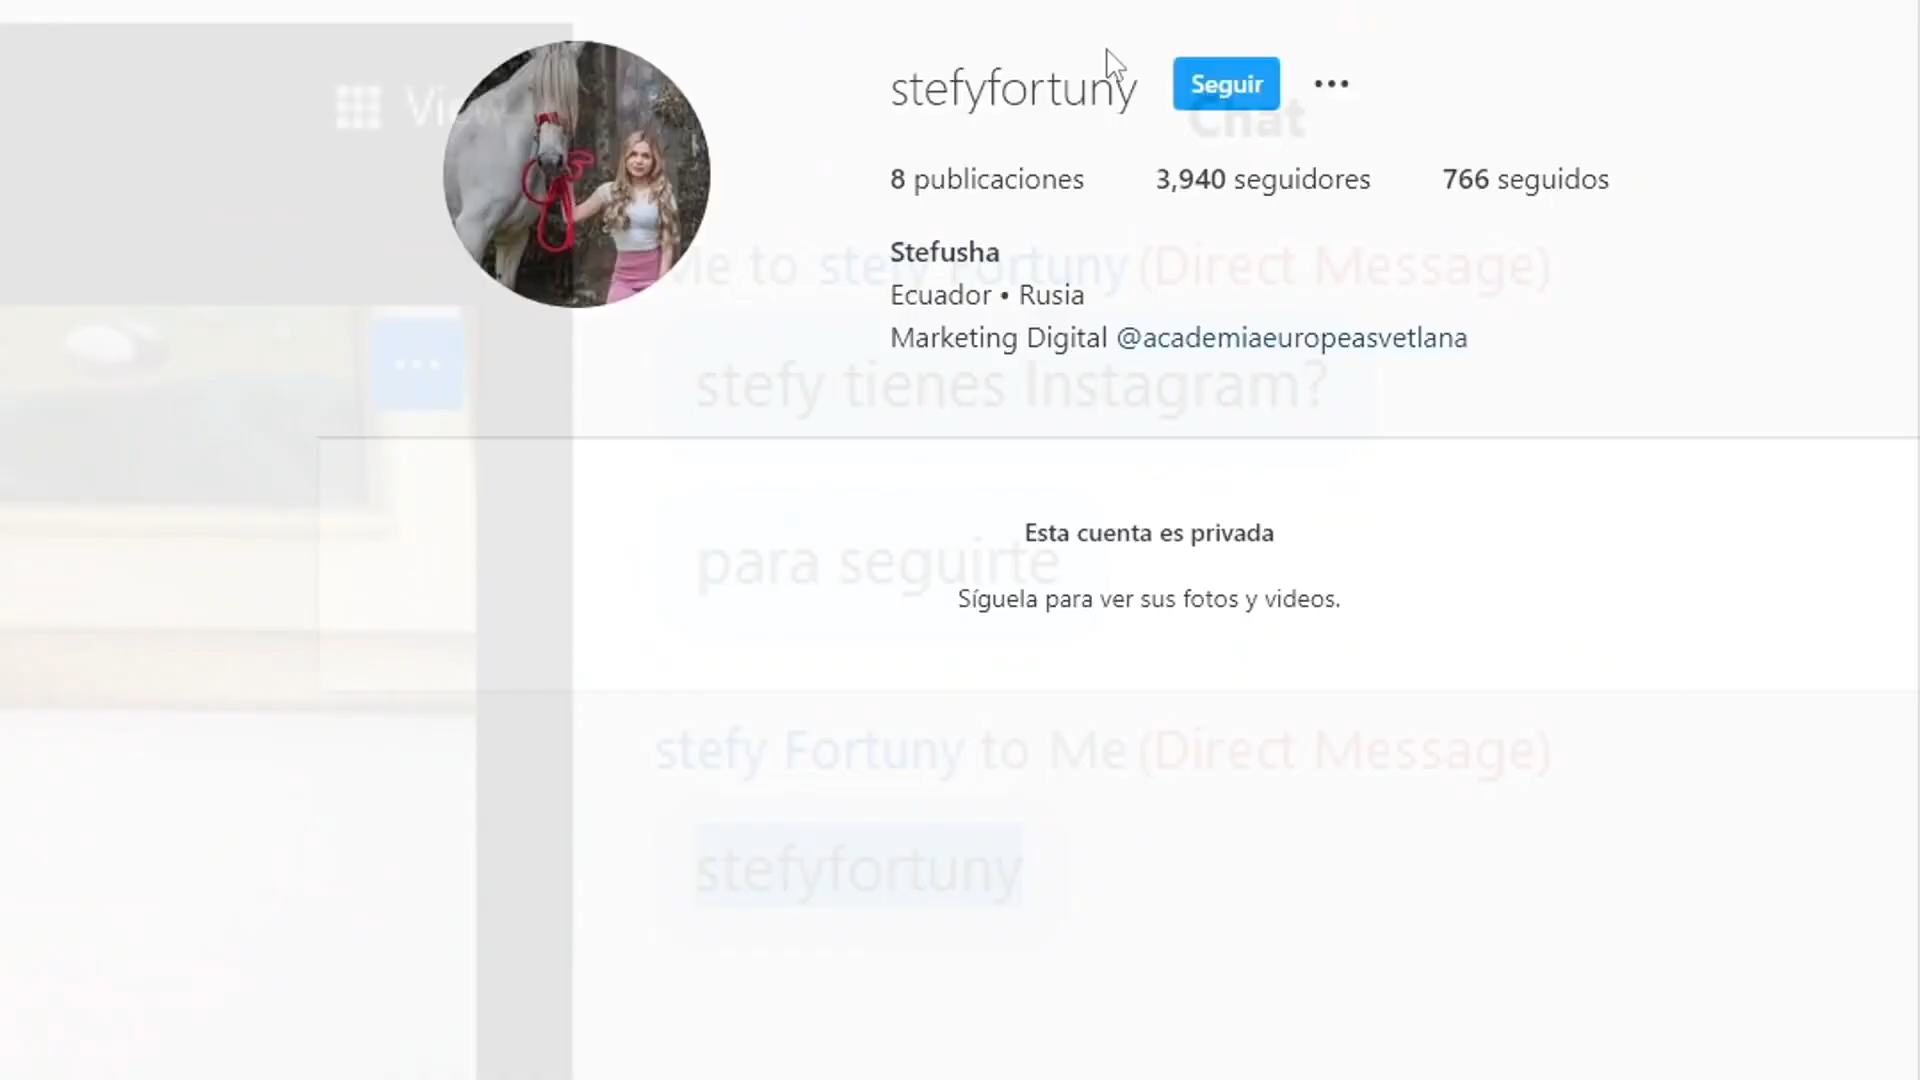 View
stefyfortuny
Seguir
Chat
8 publicaciones 3,940 seguidores 766 seguidos
Me to stefy Fortuny (Direct Message)
Stefusha
Ecuador • Rusia
Marketing Digital @academiaeuropeasvetlana
stefy tienes Instagram?
Esta cuenta es privada
para seguirte
Síguela para ver sus fotos y videos.
stefy Fortuny to Me (Direct Message)
stefyfortuny